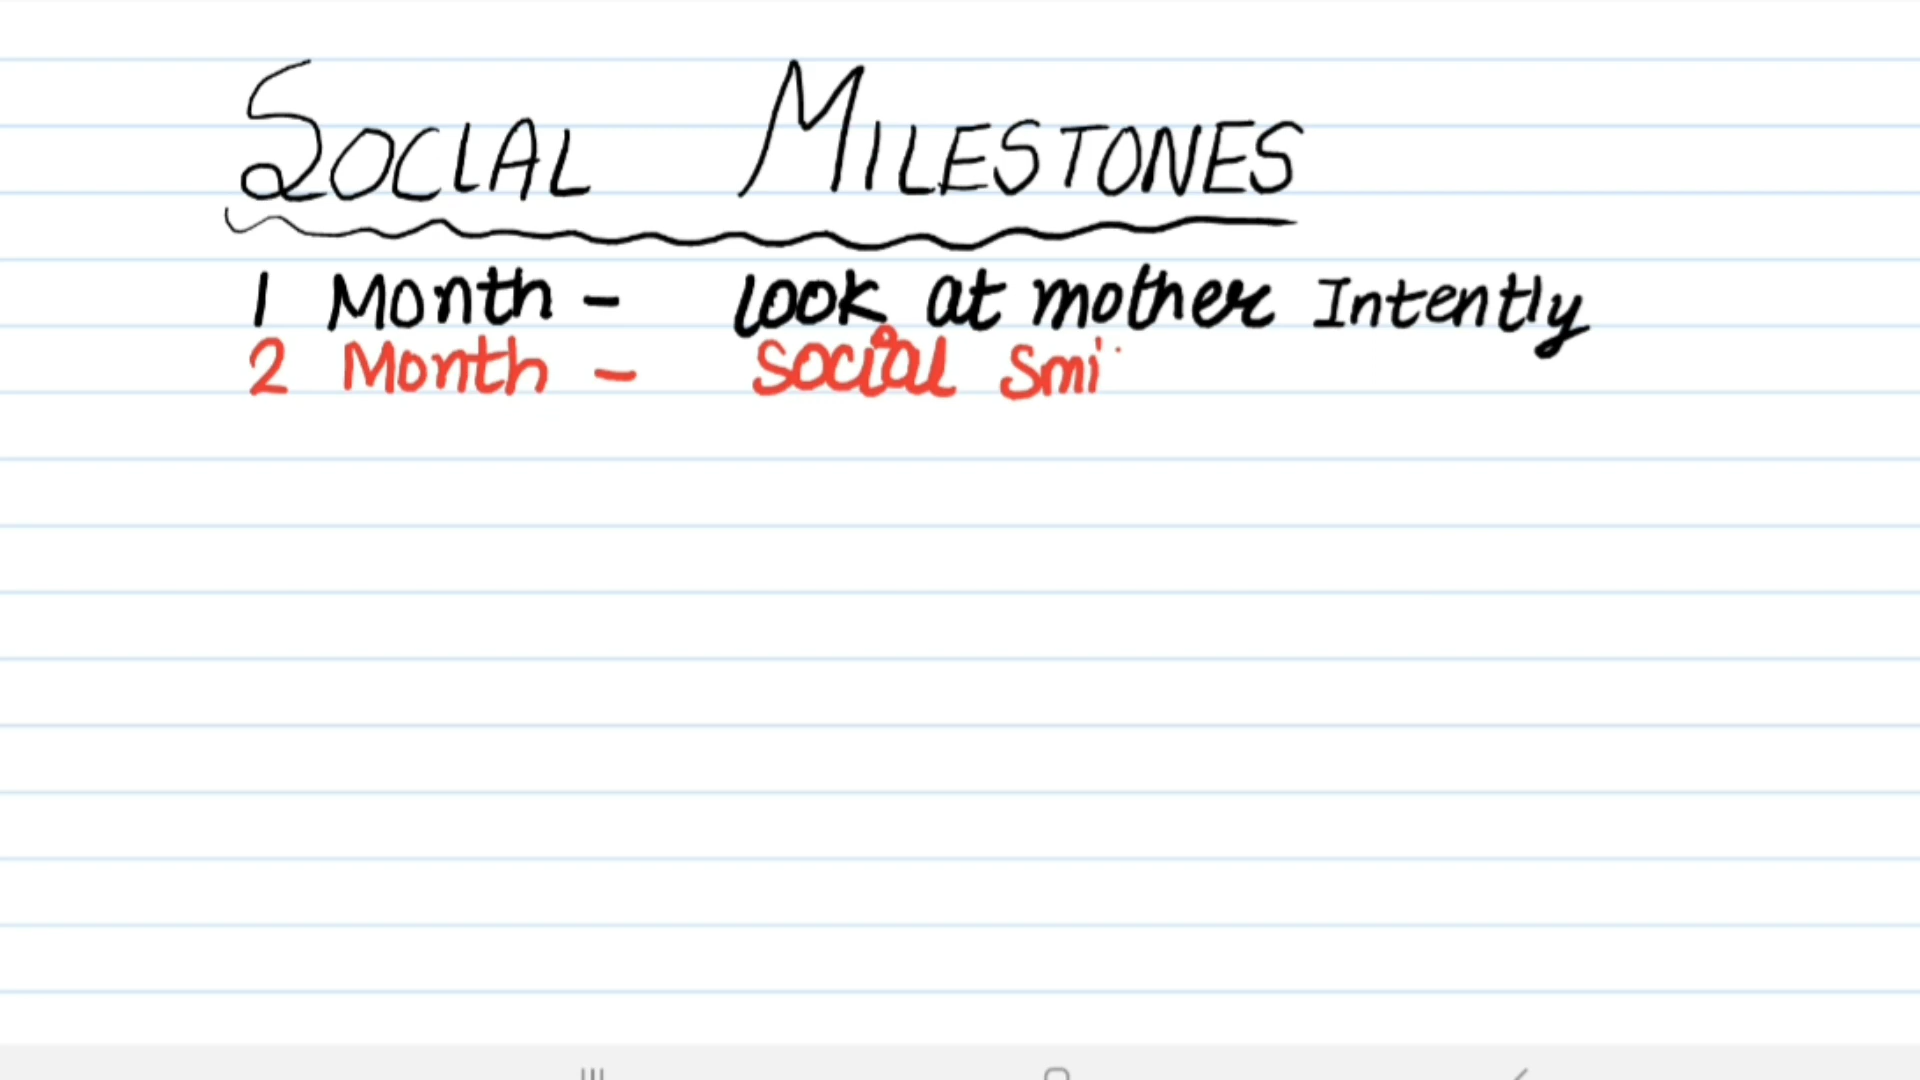 SOCIAL MILESTONES
1 Month - look at mother Intently
2 Month - social smi